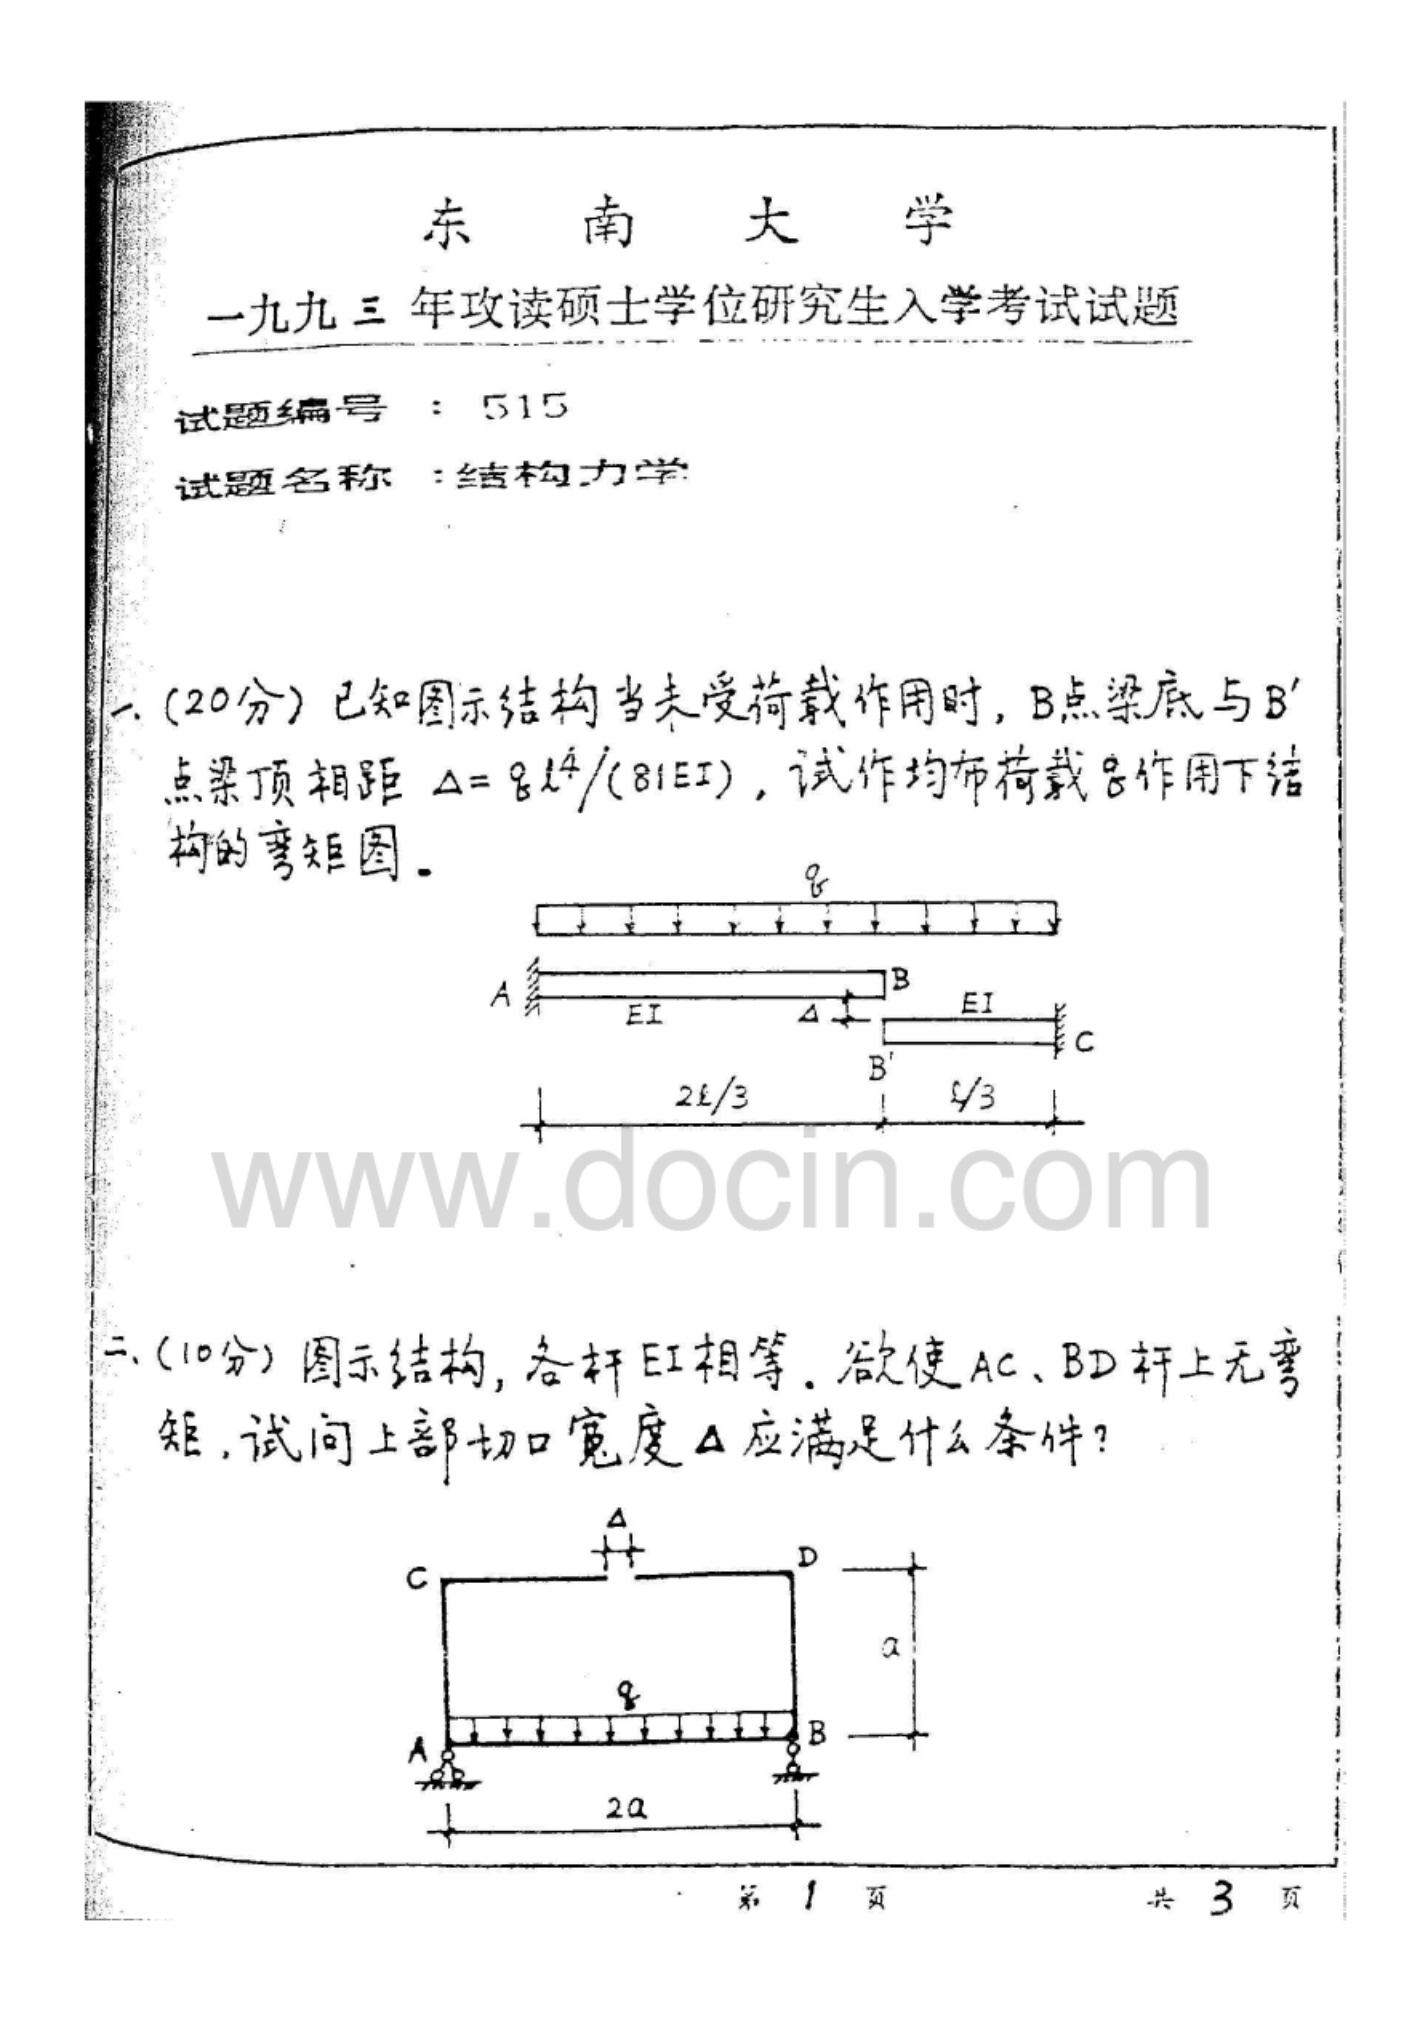 东 南 大 学
一九九三年攻读硕士学位研究生入学考试试题
试题编号 : 515
试题名称 :结构力学
一、(20分) 已知图示结构当未受荷载作用时, B点梁底与B'
点梁顶相距 Δ= qℓ⁴/(81EI), 试作均布荷载q作用下结
构的弯矩图.
q
A
EI
B
Δ
EI
B'
C
2ℓ/3
ℓ/3
www.docin.com
二、(10分) 图示结构, 各杆EI相等. 欲使AC、BD杆上无弯
矩, 试问上部切口宽度Δ应满足什么条件?
Δ
C
D
a
q
A
B
2a
第 1 页 共 3 页